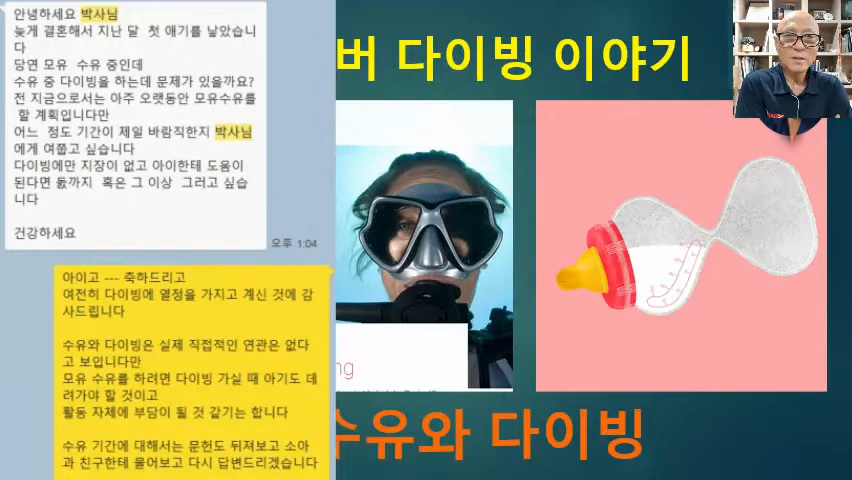 안녕하세요 박사님
늦게 결혼해서 지난 달 첫 애기를 낳았습니
다
당연 모유 수유 중인데
수유 중 다이빙을 하는데 문제가 있을까요?
전 지금으로서는 아주 오랫동안 모유수유를
할 계획입니다만
어느 정도 기간이 제일 바람직한지 박사님
에게 여쭙고 싶습니다
다이빙에만 지장이 없고 아이한테 도움이
된다면 돐까지 혹은 그 이상 그러고 싶습
니다
건강하세요
오후 1:04
아이고 --- 축하드리고
여전히 다이빙에 열정을 가지고 계신 것에 감
사드립니다
수유와 다이빙은 실제 직접적인 연관은 없다
고 보입니다만
모유 수유를 하려면 다이빙 가실 때 아기도 데
려가야 할 것이고
활동 자체에 부담이 될 것 같기는 합니다
수유 기간에 대해서는 문헌도 뒤져보고 소아
과 친구한테 물어보고 다시 답변드리겠습니다
버 다이빙 이야기
ng
수유와 다이빙